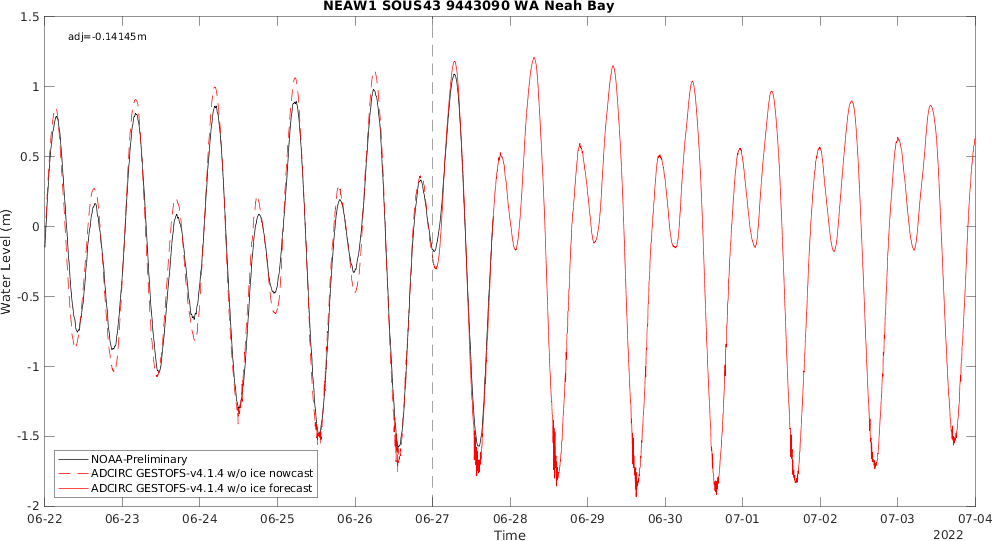 NEAW1 SOUS43 9443090 WA Neah Bay
adj=-0.14145m
1.5
1
0.5
0
-0.5
-1
-1.5
-2
Water Level (m)
NOAA-Preliminary
ADCIRC GESTOFS-v4.1.4 w/o ice nowcast
ADCIRC GESTOFS-v4.1.4 w/o ice forecast
06-22 06-23 06-24 06-25 06-26 06-27 06-28 06-29 06-30 07-01 07-02 07-03 07-04
Time
2022